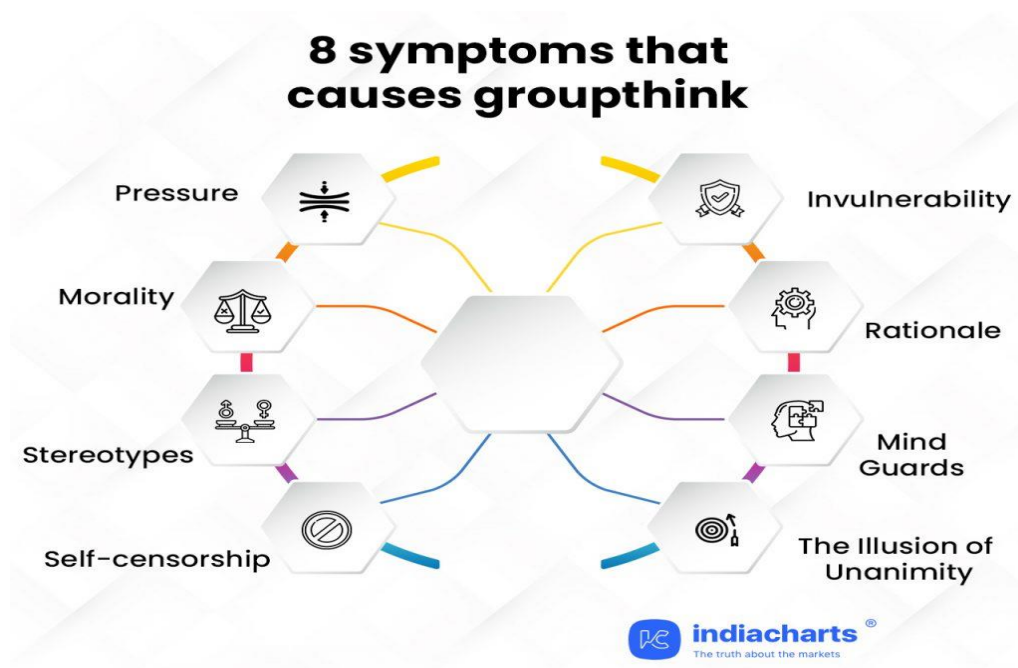 8 symptoms that
causes groupthink
Pressure
Invulnerability
Morality
Rationale
Stereotypes
Mind
Guards
Self-censorship
The Illusion of
Unanimity
indiacharts ®
The truth about the markets